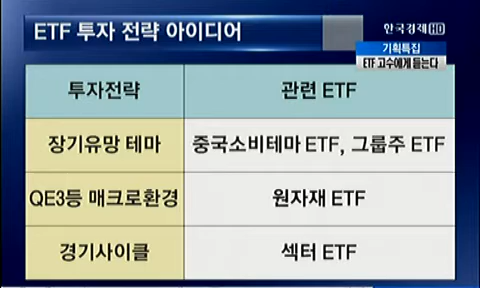 ETF 투자 전략 아이디어
한국경제HD
기획특집
ETF 고수에게 듣는다
투자전략
관련 ETF
장기유망 테마
중국소비테마 ETF, 그룹주 ETF
QE3등 매크로환경
원자재 ETF
경기사이클
섹터 ETF